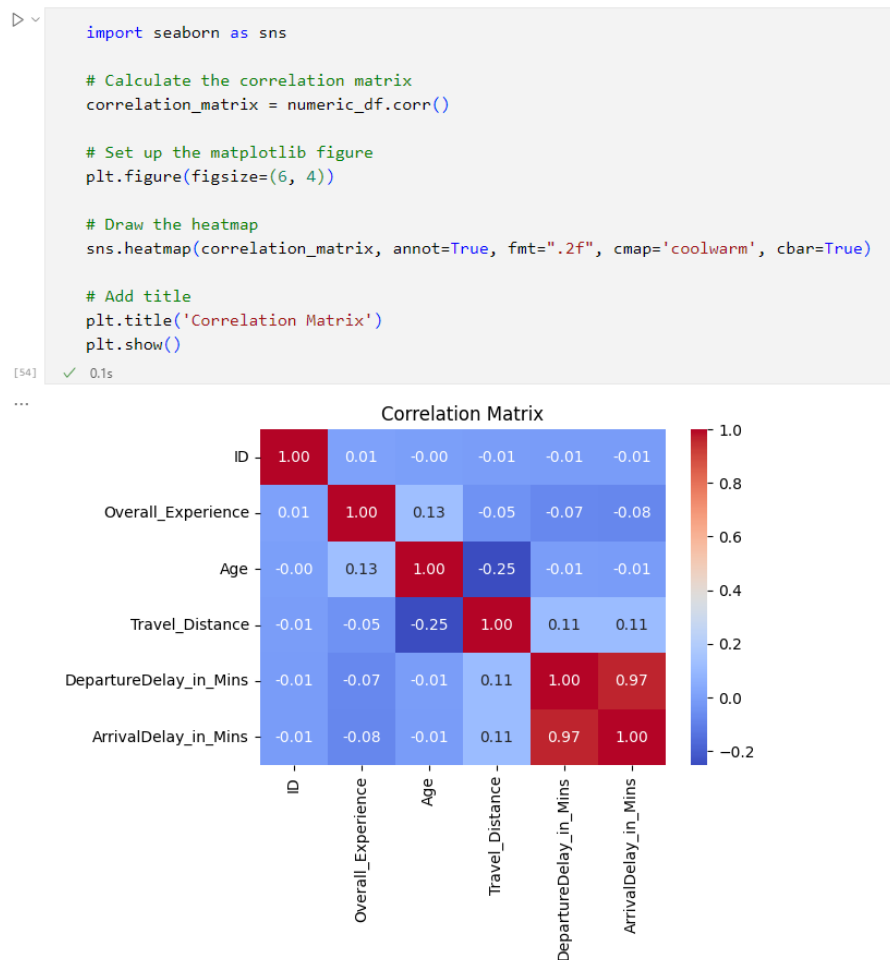 import seaborn as sns
# Calculate the correlation matrix
correlation_matrix = numeric_df.corr()
# Set up the matplotlib figure
plt.figure(figsize=(6, 4))
# Draw the heatmap
sns.heatmap(correlation_matrix, annot=True, fmt=".2f", cmap='coolwarm', cbar=True)
# Add title
plt.title('Correlation Matrix')
plt.show()
[54] ✓ 0.1s
...
Correlation Matrix
ID 1.00 0.01 -0.00 -0.01 -0.01 -0.01
Overall_Experience 0.01 1.00 0.13 -0.05 -0.07 -0.08
Age -0.00 0.13 1.00 -0.25 -0.01 -0.01
Travel_Distance -0.01 -0.05 -0.25 1.00 0.11 0.11
DepartureDelay_in_Mins -0.01 -0.07 -0.01 0.11 1.00 0.97
ArrivalDelay_in_Mins -0.01 -0.08 -0.01 0.11 0.97 1.00
ID
Overall_Experience
Age
Travel_Distance
DepartureDelay_in_Mins
ArrivalDelay_in_Mins
1.0
0.8
0.6
0.4
0.2
0.0
-0.2